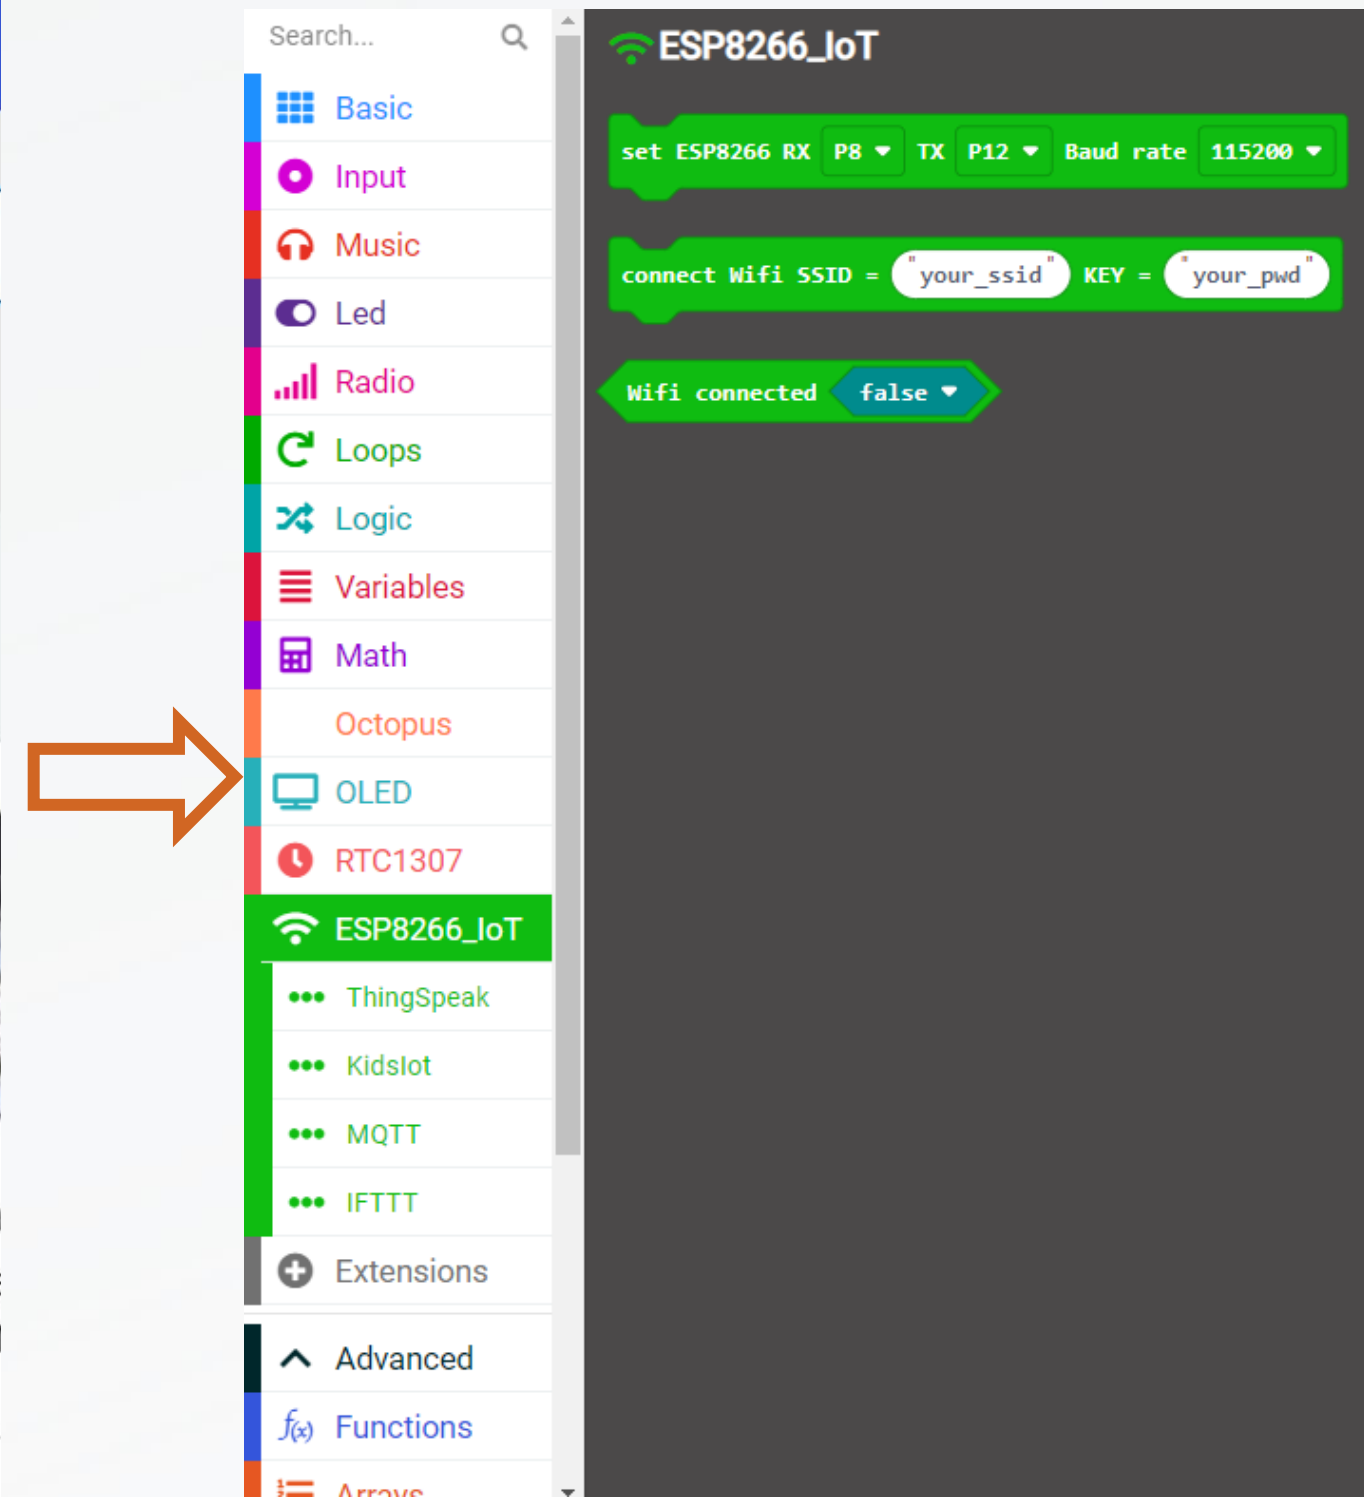 Search...
Basic
Input
Music
Led
Radio
Loops
Logic
Variables
Math
Octopus
OLED
RTC1307
ESP8266_IoT
ThingSpeak
KidsIot
MQTT
IFTTT
Extensions
Advanced
f(x) Functions
Arrays
ESP8266_IoT
set ESP8266 RX P8 TX P12 Baud rate 115200
connect Wifi SSID = "your_ssid" KEY = "your_pwd"
Wifi connected false